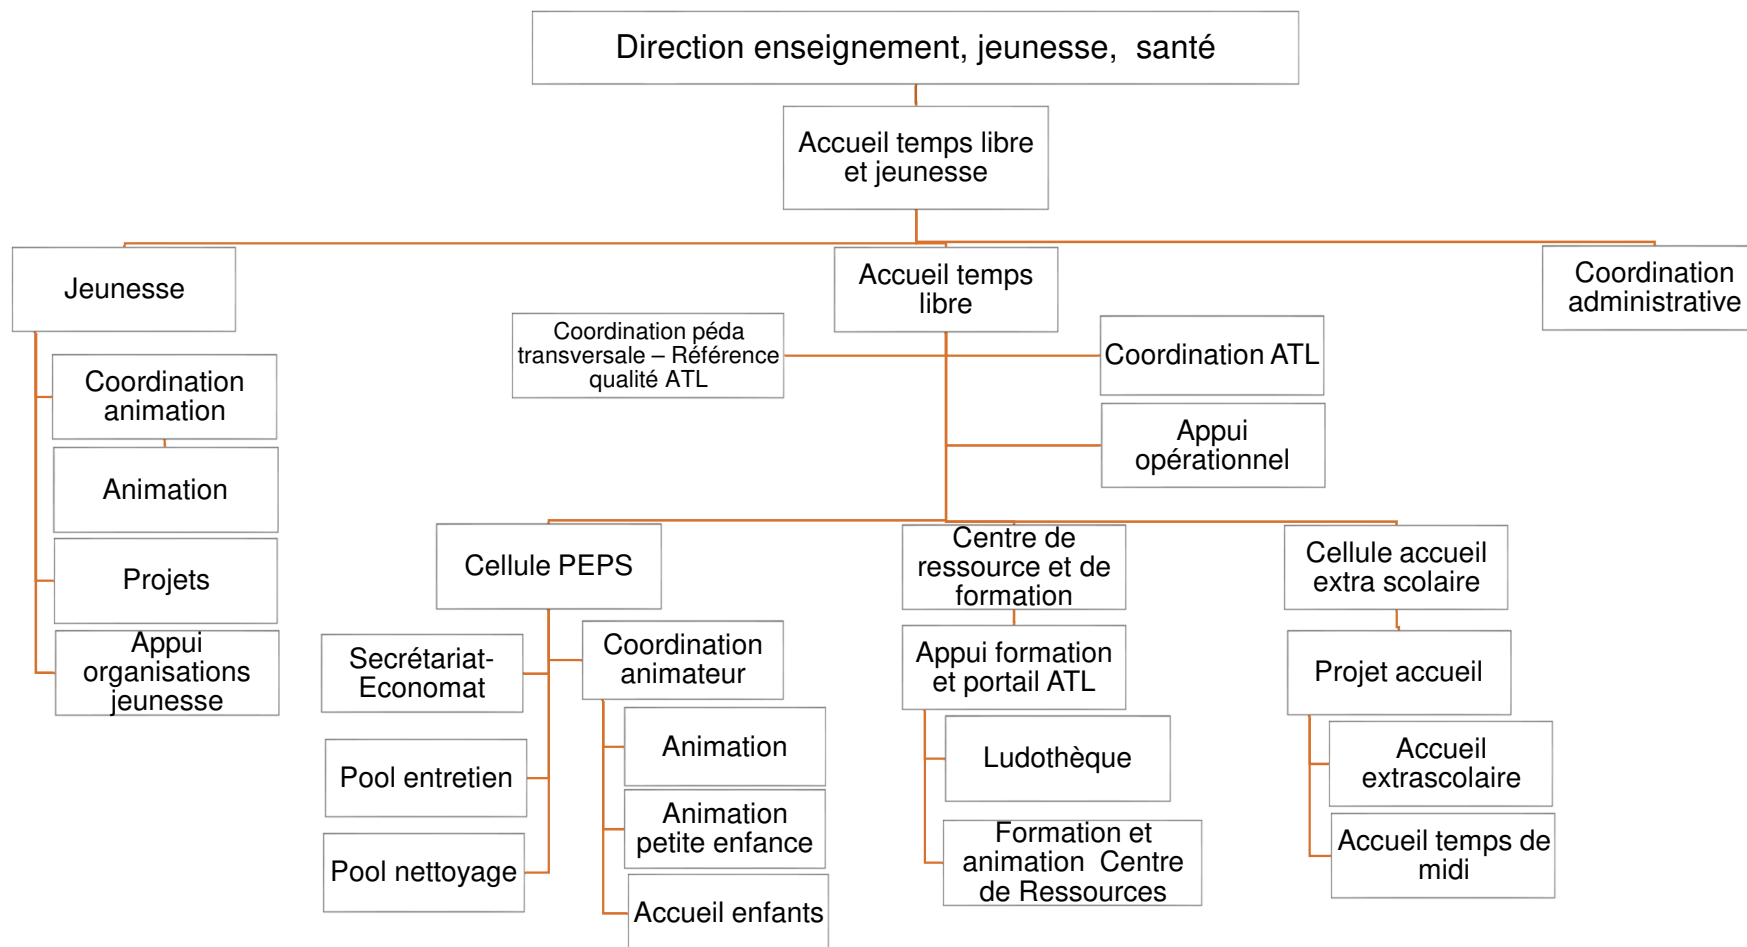 Direction enseignement, jeunesse, santé
Accueil temps libre
et jeunesse
Jeunesse
Accueil temps
libre
Coordination
administrative
Coordination péda
transversale – Référence
qualité ATL
Coordination ATL
Appui
opérationnel
Coordination
animation
Animation
Projets
Appui
organisations
jeunesse
Cellule PEPS
Secrétariat-
Economat
Pool entretien
Pool nettoyage
Coordination
animateur
Animation
Animation
petite enfance
Accueil enfants
Centre de
ressource et de
formation
Appui formation
et portail ATL
Ludothèque
Formation et
animation Centre
de Ressources
Cellule accueil
extra scolaire
Projet accueil
Accueil
extrascolaire
Accueil temps de
midi